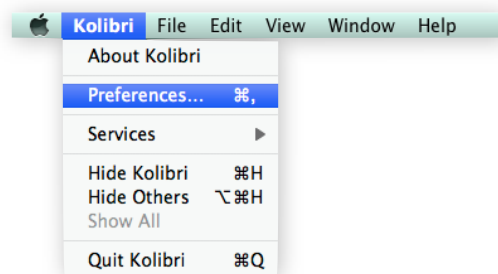 Kolibri File Edit View Window Help
About Kolibri
Preferences... ⌘,
Services ▶
Hide Kolibri ⌘H
Hide Others ⌥⌘H
Show All
Quit Kolibri ⌘Q